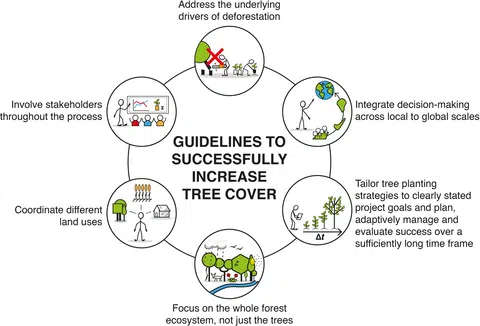 Address the underlying
drivers of deforestation
Involve stakeholders
throughout the process
Integrate decision-making
across local to global scales
GUIDELINES TO
SUCCESSFULLY
INCREASE
TREE COVER
Coordinate different
land uses
Tailor tree planting
strategies to clearly stated
project goals and plan,
adaptively manage and
evaluate success over a
sufficiently long time frame
Δt
Focus on the whole forest
ecosystem, not just the trees